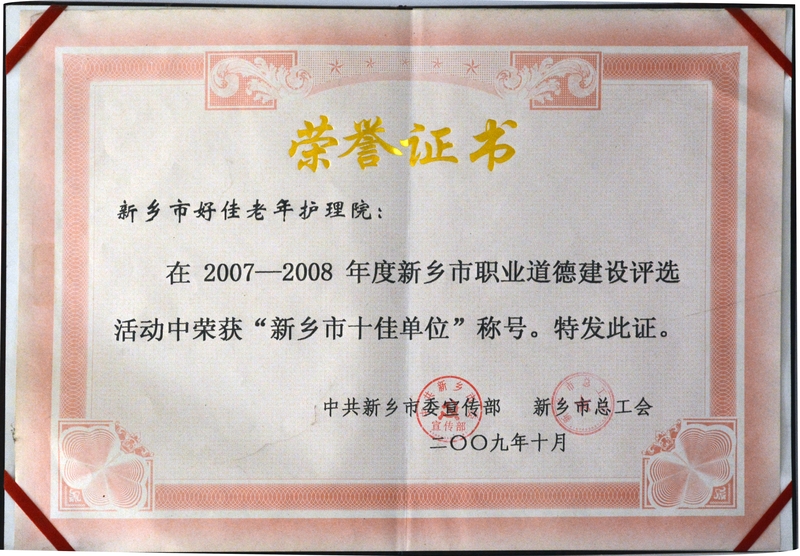 荣誉证书
新乡市好佳老年护理院：
在 2007—2008 年度新乡市职业道德建设评选
活动中荣获“新乡市十佳单位”称号。特发此证。
中共新乡市委宣传部 新乡市总工会
二〇〇九年十月
宣传部